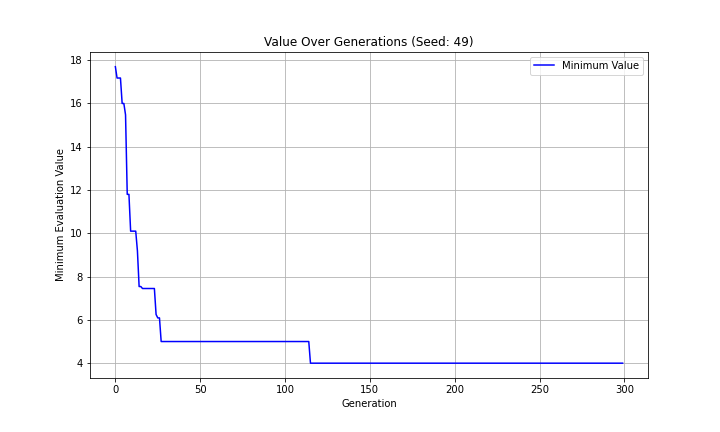 Value Over Generations (Seed: 49)
Minimum Value
Minimum Evaluation Value
18
16
14
12
10
8
6
4
0 50 100 150 200 250 300
Generation